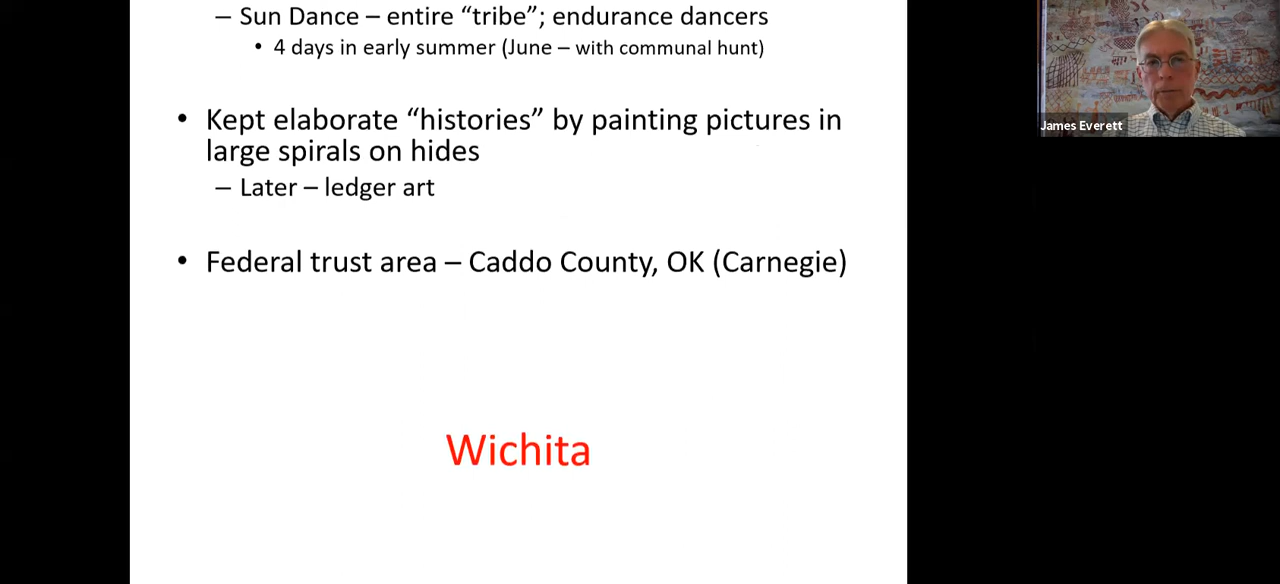 – Sun Dance – entire “tribe”; endurance dancers
• 4 days in early summer (June – with communal hunt)
• Kept elaborate “histories” by painting pictures in
large spirals on hides
– Later – ledger art
• Federal trust area – Caddo County, OK (Carnegie)
Wichita
James Everett